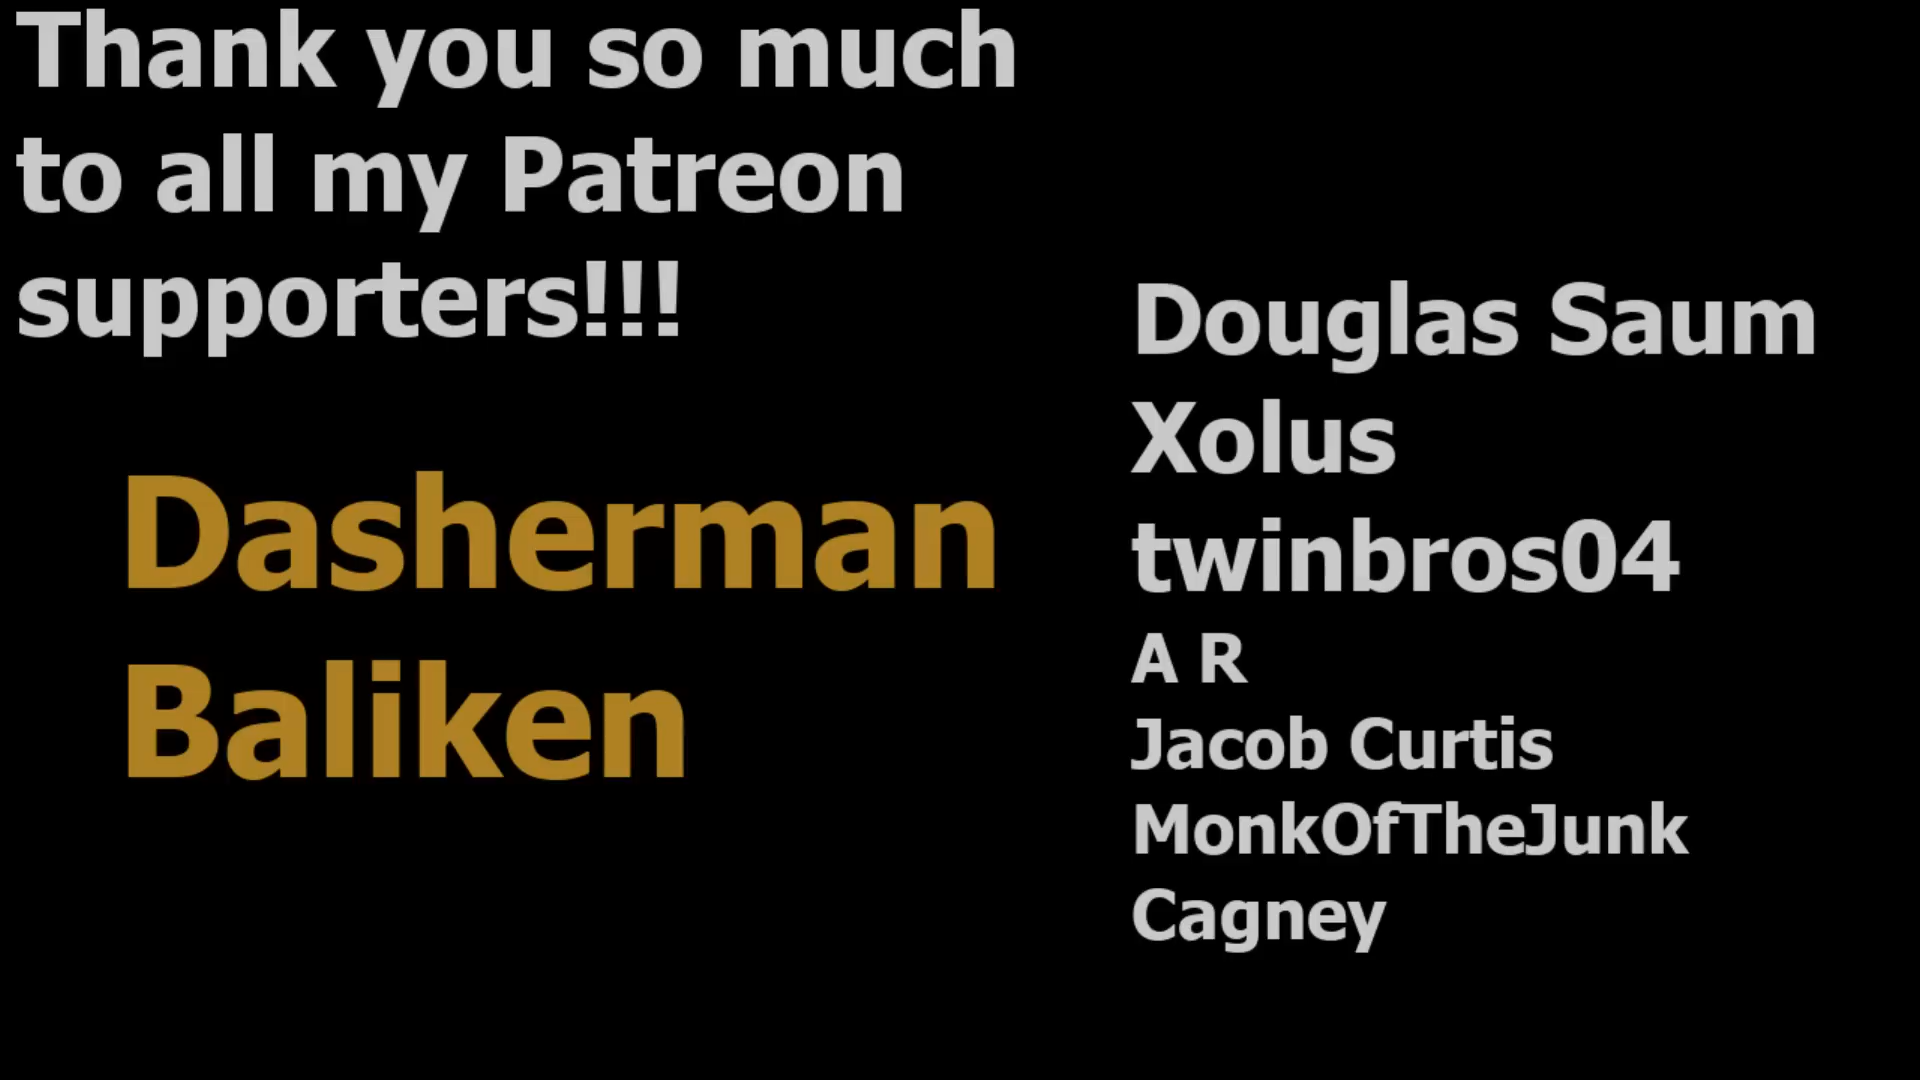 Thank you so much
to all my Patreon
supporters!!!
Dasherman
Baliken
Douglas Saum
Xolus
twinbros04
A R
Jacob Curtis
MonkOfTheJunk
Cagney